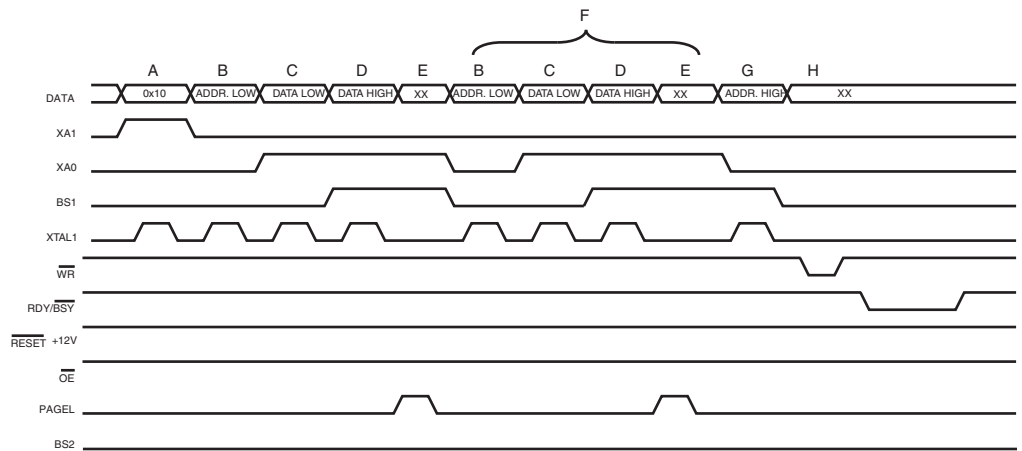 F
A B C D E B C D E G H
DATA 0x10 ADDR. LOW DATA LOW DATA HIGH XX ADDR. LOW DATA LOW DATA HIGH XX ADDR. HIGH XX
XA1
XA0
BS1
XTAL1
WR
RDY/BSY
RESET +12V
OE
PAGEL
BS2